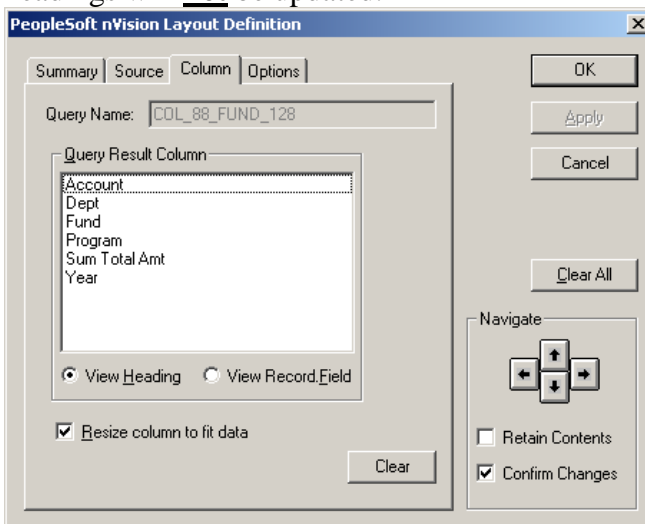 PeopleSoft nVision Layout Definition
Summary Source Column Options
Query Name: COL_88_FUND_128
Query Result Column
Account
Dept
Fund
Program
Sum Total Amt
Year
View Heading View Record.Field
Resize column to fit data
Clear
OK
Apply
Cancel
Clear All
Navigate
Retain Contents
Confirm Changes